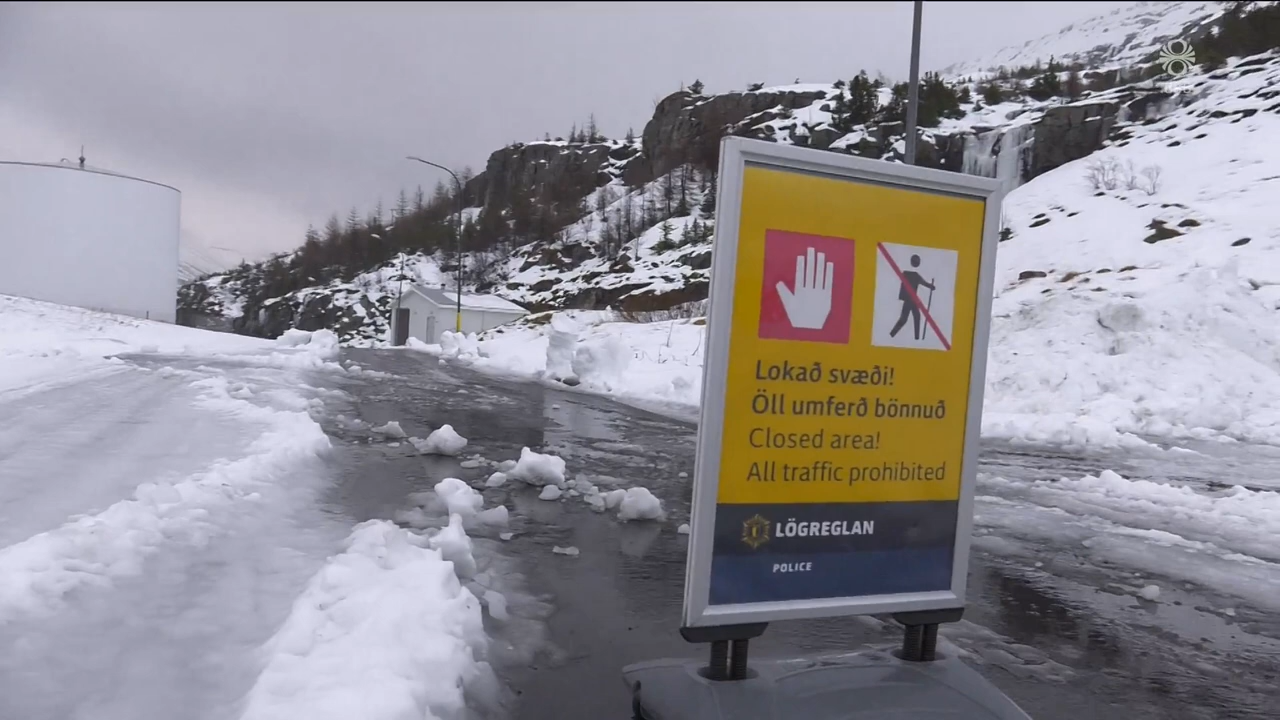 Lokað svæði!
Öll umferð bönnuð
Closed area!
All traffic prohibited
LÖGREGLAN
POLICE